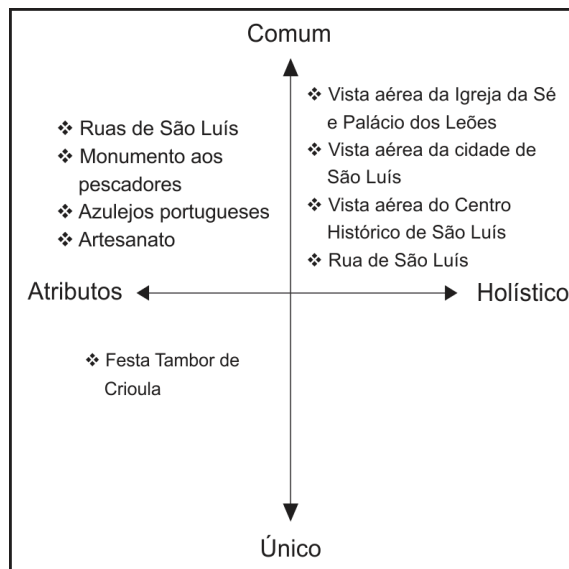 Comum
❖ Ruas de São Luís
❖ Monumento aos
pescadores
❖ Azulejos portugueses
❖ Artesanato
❖ Vista aérea da Igreja da Sé
e Palácio dos Leões
❖ Vista aérea da cidade de
São Luís
❖ Vista aérea do Centro
Histórico de São Luís
❖ Rua de São Luís
Atributos
Holístico
❖ Festa Tambor de
Crioula
Único